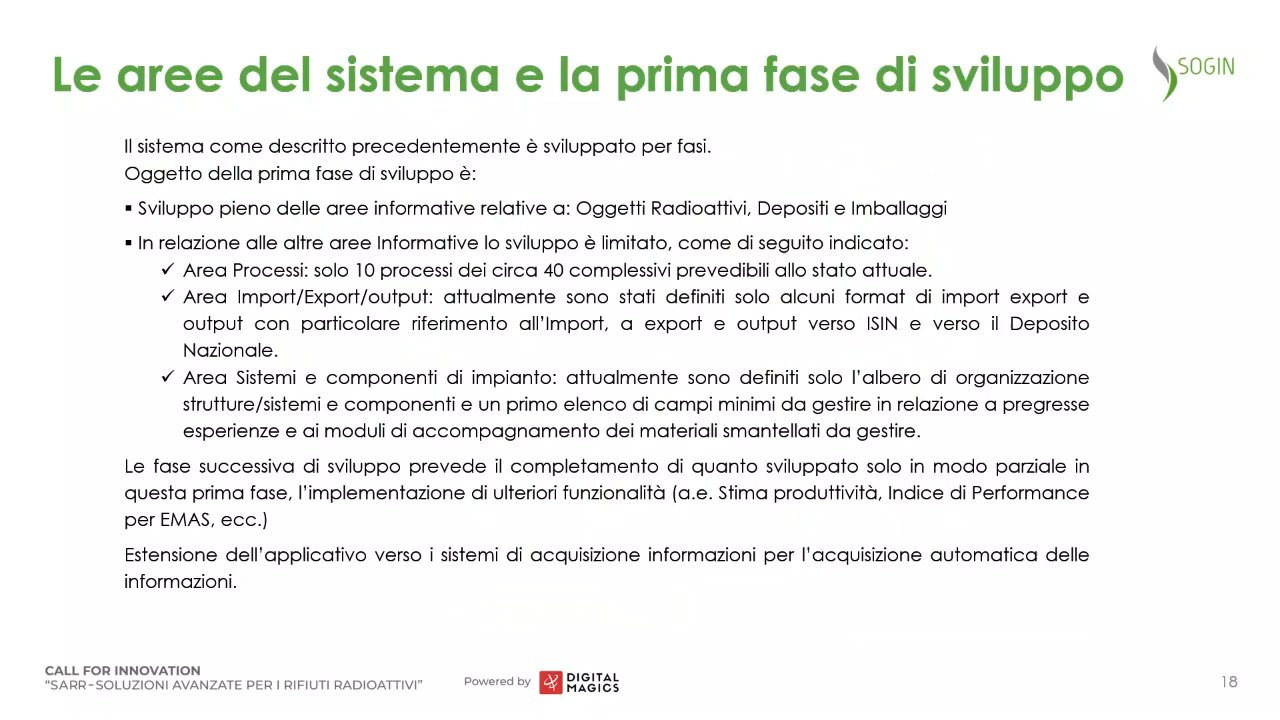 Le aree del sistema e la prima fase di sviluppo
SOGIN
Il sistema come descritto precedentemente è sviluppato per fasi.
Oggetto della prima fase di sviluppo è:
▪ Sviluppo pieno delle aree informative relative a: Oggetti Radioattivi, Depositi e Imballaggi
▪ In relazione alle altre aree Informative lo sviluppo è limitato, come di seguito indicato:
✓ Area Processi: solo 10 processi dei circa 40 complessivi prevedibili allo stato attuale.
✓ Area Import/Export/output: attualmente sono stati definiti solo alcuni format di import export e
output con particolare riferimento all’Import, a export e output verso ISIN e verso il Deposito
Nazionale.
✓ Area Sistemi e componenti di impianto: attualmente sono definiti solo l’albero di organizzazione
strutture/sistemi e componenti e un primo elenco di campi minimi da gestire in relazione a pregresse
esperienze e ai moduli di accompagnamento dei materiali smantellati da gestire.
Le fase successiva di sviluppo prevede il completamento di quanto sviluppato solo in modo parziale in
questa prima fase, l’implementazione di ulteriori funzionalità (a.e. Stima produttività, Indice di Performance
per EMAS, ecc.)
Estensione dell’applicativo verso i sistemi di acquisizione informazioni per l’acquisizione automatica delle
informazioni.
CALL FOR INNOVATION
“SARR-SOLUZIONI AVANZATE PER I RIFIUTI RADIOATTIVI”
Powered by
DIGITAL
MAGICS
18